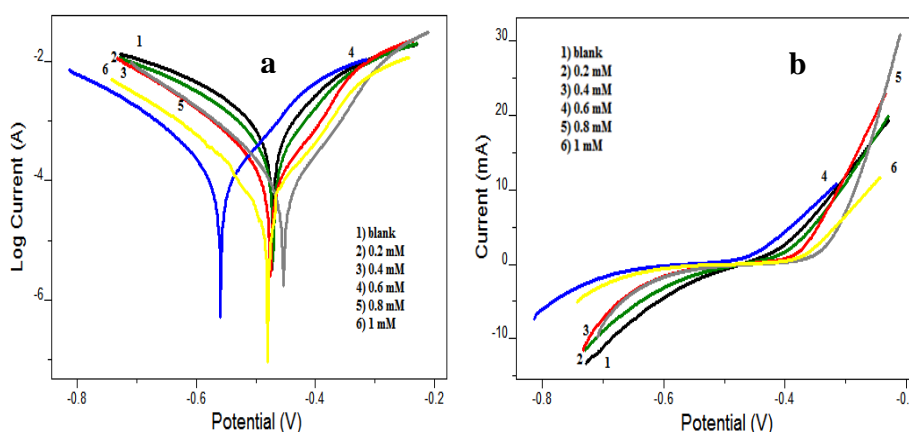 a
-2
-4
-6
Log Current (A)
1
2
3
4
5
6
1) blank
2) 0.2 mM
3) 0.4 mM
4) 0.6 mM
5) 0.8 mM
6) 1 mM
-0.8 -0.6 -0.4 -0.2
Potential (V)
b
30
20
10
0
-10
Current (mA)
1) blank
2) 0.2 mM
3) 0.4 mM
4) 0.6 mM
5) 0.8 mM
6) 1 mM
5
4
6
3
2
1
-0.8 -0.6 -0.4 -0.2
Potential (V)